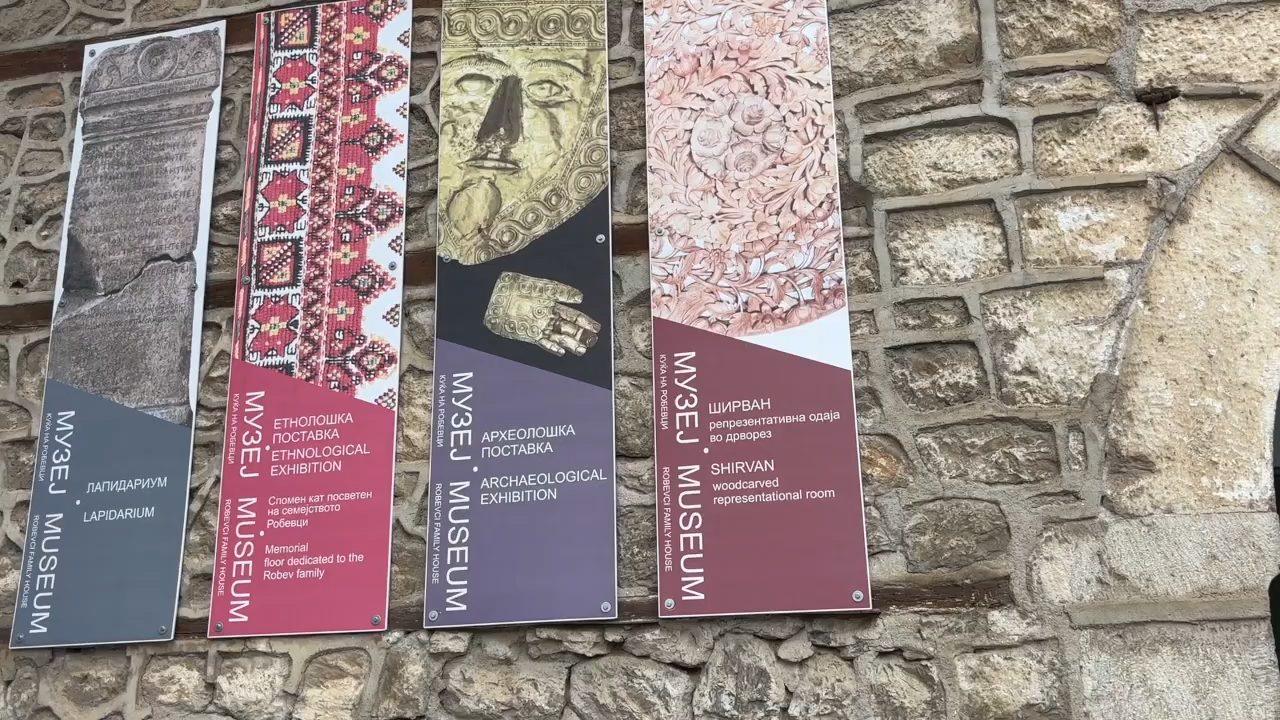 МУЗЕЈ · MUSEUM
КУЌА НА РОБЕВЦИ
ROBEVCI FAMILY HOUSE
ЛАПИДАРИУМ
LAPIDARIUM
МУЗЕЈ · MUSEUM
КУЌА НА РОБЕВЦИ
ROBEVCI FAMILY HOUSE
ЕТНОЛОШКА
ПОСТАВКА
ETHNOLOGICAL
EXHIBITION
Спомен кат посветен
на семејството
Робевци
Memorial
floor dedicated to the
Robev family
МУЗЕЈ · MUSEUM
КУЌА НА РОБЕВЦИ
ROBEVCI FAMILY HOUSE
АРХЕОЛОШКА
ПОСТАВКА
ARCHAEOLOGICAL
EXHIBITION
МУЗЕЈ · MUSEUM
КУЌА НА РОБЕВЦИ
ROBEVCI FAMILY HOUSE
ШИРВАН
репрезентативна одаја
во дрворез
SHIRVAN
woodcarved
representational room